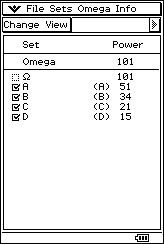 File Sets Omega Info
Change View
Set Power
Omega 101
Ω 101
A (A) 51
B (B) 34
C (C) 21
D (D) 15